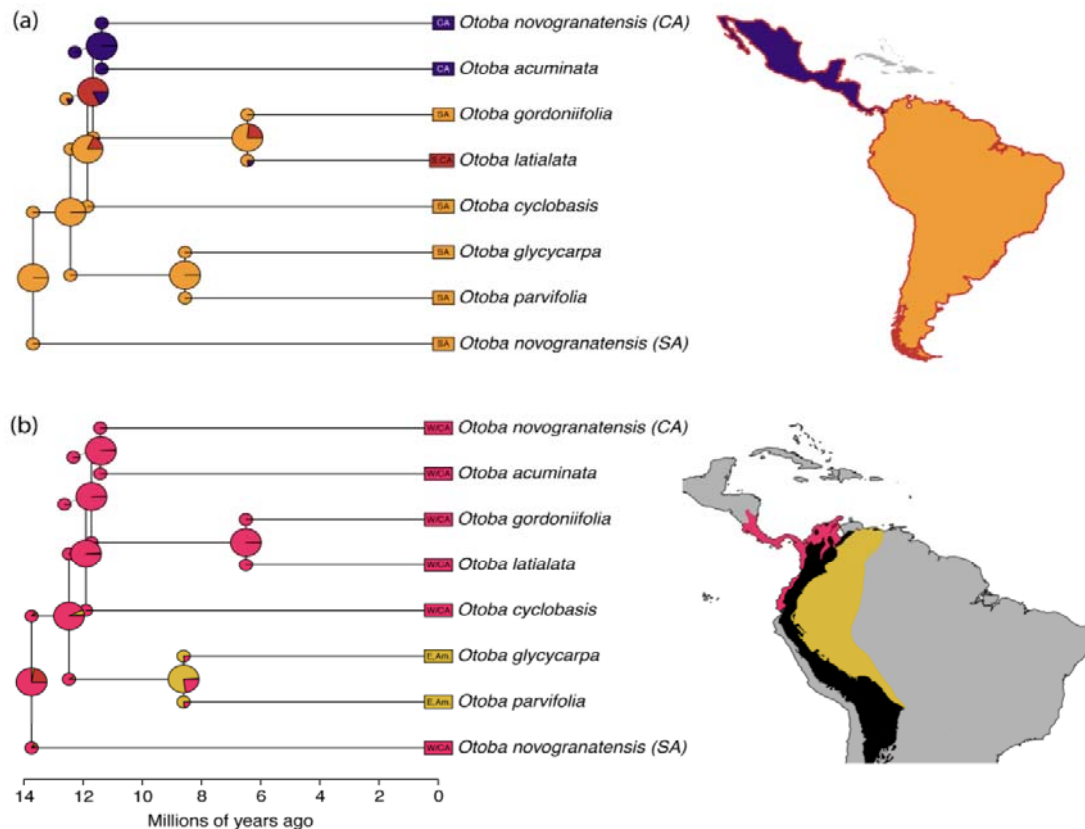 (a)
CA Otoba novogranatensis (CA)
CA Otoba acuminata
SA Otoba gordoniifolia
S,CA Otoba latialata
SA Otoba cyclobasis
SA Otoba glycycarpa
SA Otoba parvifolia
SA Otoba novogranatensis (SA)
(b)
W/CA Otoba novogranatensis (CA)
W/CA Otoba acuminata
W/CA Otoba gordoniifolia
W/CA Otoba latialata
W/CA Otoba cyclobasis
E,Am. Otoba glycycarpa
E,Am. Otoba parvifolia
W/CA Otoba novogranatensis (SA)
14 12 10 8 6 4 2 0
Millions of years ago